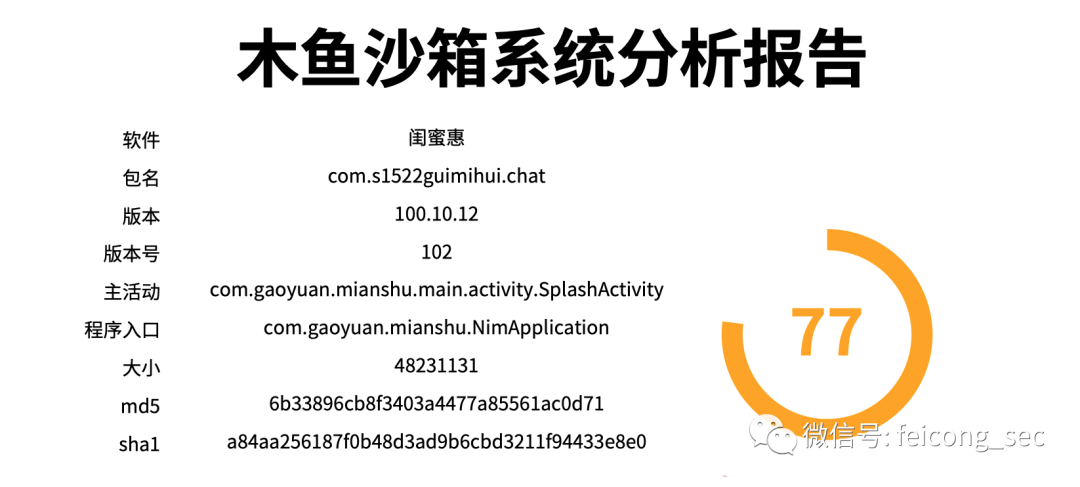 木鱼沙箱系统分析报告
软件 闺蜜惠
包名 com.s1522guimihui.chat
版本 100.10.12
版本号 102
主活动 com.gaoyuan.mianshu.main.activity.SplashActivity
程序入口 com.gaoyuan.mianshu.NimApplication
大小 48231131
md5 6b33896cb8f3403a4477a85561ac0d71
sha1 a84aa256187f0b48d3ad9b6cbd3211f94433e8e0
77
微信号: feicong_sec